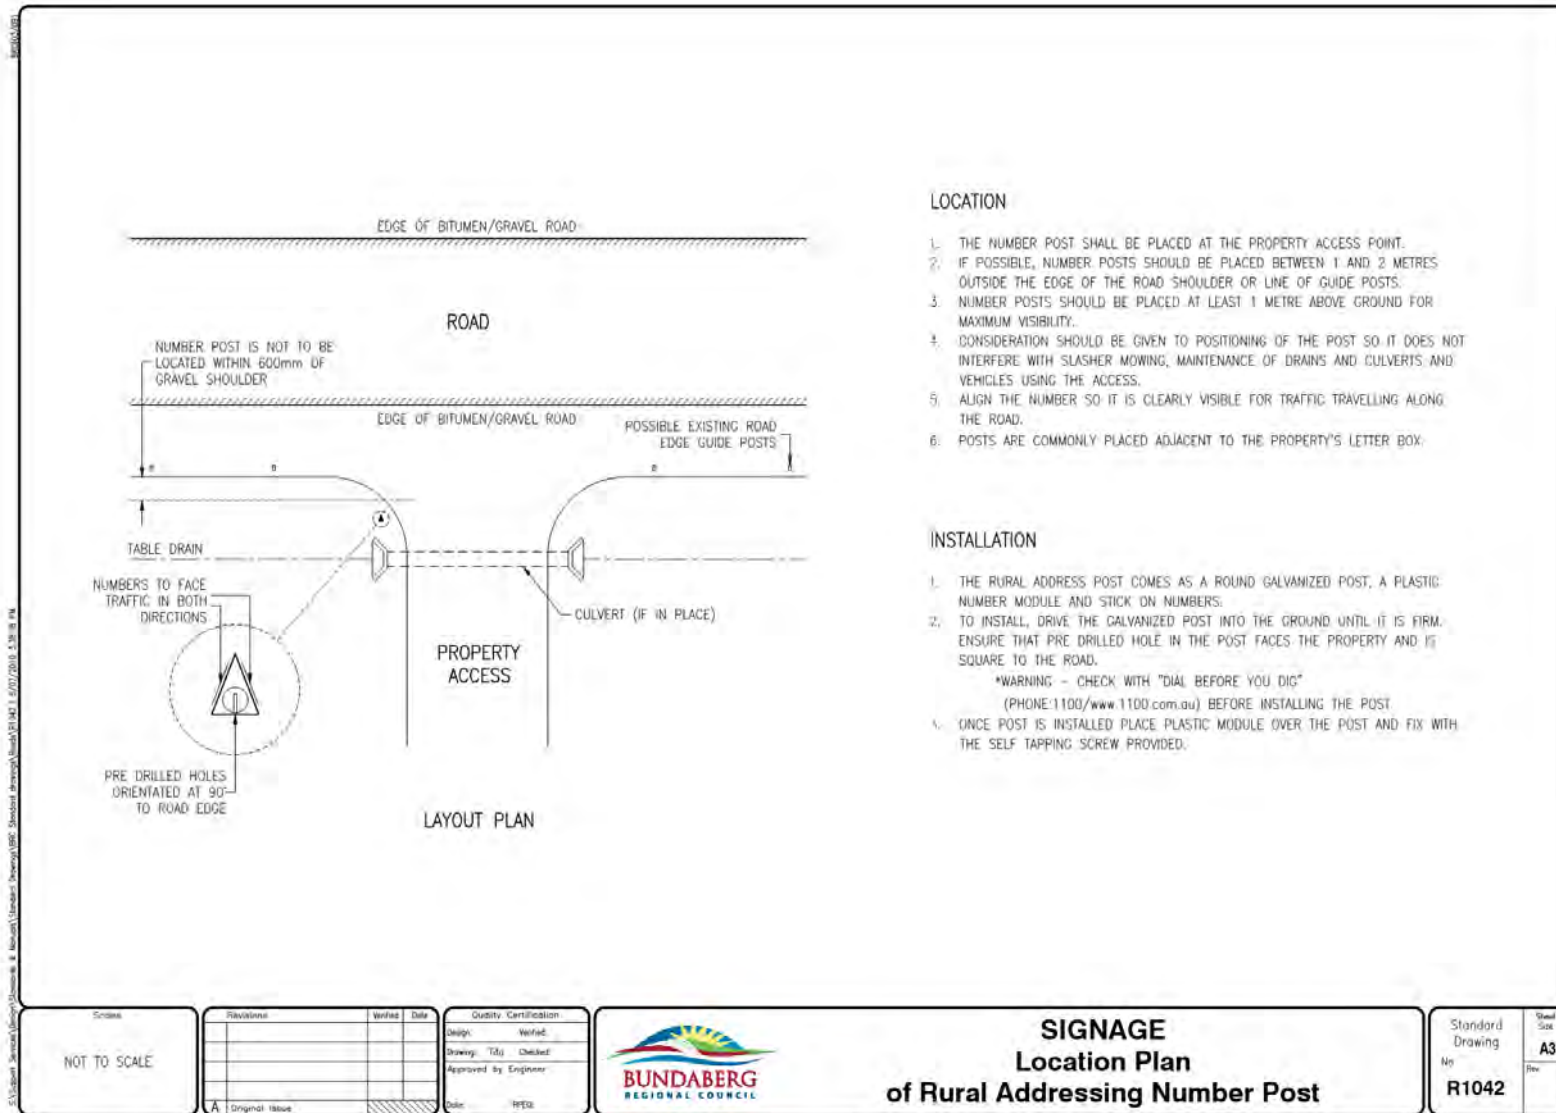 EDGE OF BITUMEN/GRAVEL ROAD
ROAD
NUMBER POST IS NOT TO BE
LOCATED WITHIN 600mm OF
GRAVEL SHOULDER
EDGE OF BITUMEN/GRAVEL ROAD
POSSIBLE EXISTING ROAD
EDGE GUIDE POSTS
TABLE DRAIN
NUMBERS TO FACE
TRAFFIC IN BOTH
DIRECTIONS
CULVERT (IF IN PLACE)
PROPERTY
ACCESS
PRE DRILLED HOLES
ORIENTATED AT 90°
TO ROAD EDGE
LAYOUT PLAN
LOCATION
1. THE NUMBER POST SHALL BE PLACED AT THE PROPERTY ACCESS POINT.
2. IF POSSIBLE, NUMBER POSTS SHOULD BE PLACED BETWEEN 1 AND 2 METRES
OUTSIDE THE EDGE OF THE ROAD SHOULDER OR LINE OF GUIDE POSTS.
3. NUMBER POSTS SHOULD BE PLACED AT LEAST 1 METRE ABOVE GROUND FOR
MAXIMUM VISIBILITY.
4. CONSIDERATION SHOULD BE GIVEN TO POSITIONING OF THE POST SO IT DOES NOT
INTERFERE WITH SLASHER MOWING, MAINTENANCE OF DRAINS AND CULVERTS AND
VEHICLES USING THE ACCESS.
5. ALIGN THE NUMBER SO IT IS CLEARLY VISIBLE FOR TRAFFIC TRAVELLING ALONG
THE ROAD.
6. POSTS ARE COMMONLY PLACED ADJACENT TO THE PROPERTY'S LETTER BOX.
INSTALLATION
1. THE RURAL ADDRESS POST COMES AS A ROUND GALVANIZED POST, A PLASTIC
NUMBER MODULE AND STICK ON NUMBERS.
2. TO INSTALL, DRIVE THE GALVANIZED POST INTO THE GROUND UNTIL IT IS FIRM.
ENSURE THAT PRE DRILLED HOLE IN THE POST FACES THE PROPERTY AND IS
SQUARE TO THE ROAD.
*WARNING - CHECK WITH "DIAL BEFORE YOU DIG"
(PHONE:1100/www.1100.com.au) BEFORE INSTALLING THE POST
3. ONCE POST IS INSTALLED PLACE PLASTIC MODULE OVER THE POST AND FIX WITH
THE SELF TAPPING SCREW PROVIDED.
Scales
NOT TO SCALE
Revisions Verified Date
A Original Issue
Quality Certification
Design: Verified:
Drawing: Checked:
Approved by Engineer
Date: RPEQ:
BUNDABERG
REGIONAL COUNCIL
SIGNAGE
Location Plan
of Rural Addressing Number Post
Standard
Drawing
No
R1042
Sheet
Size
A3
Rev